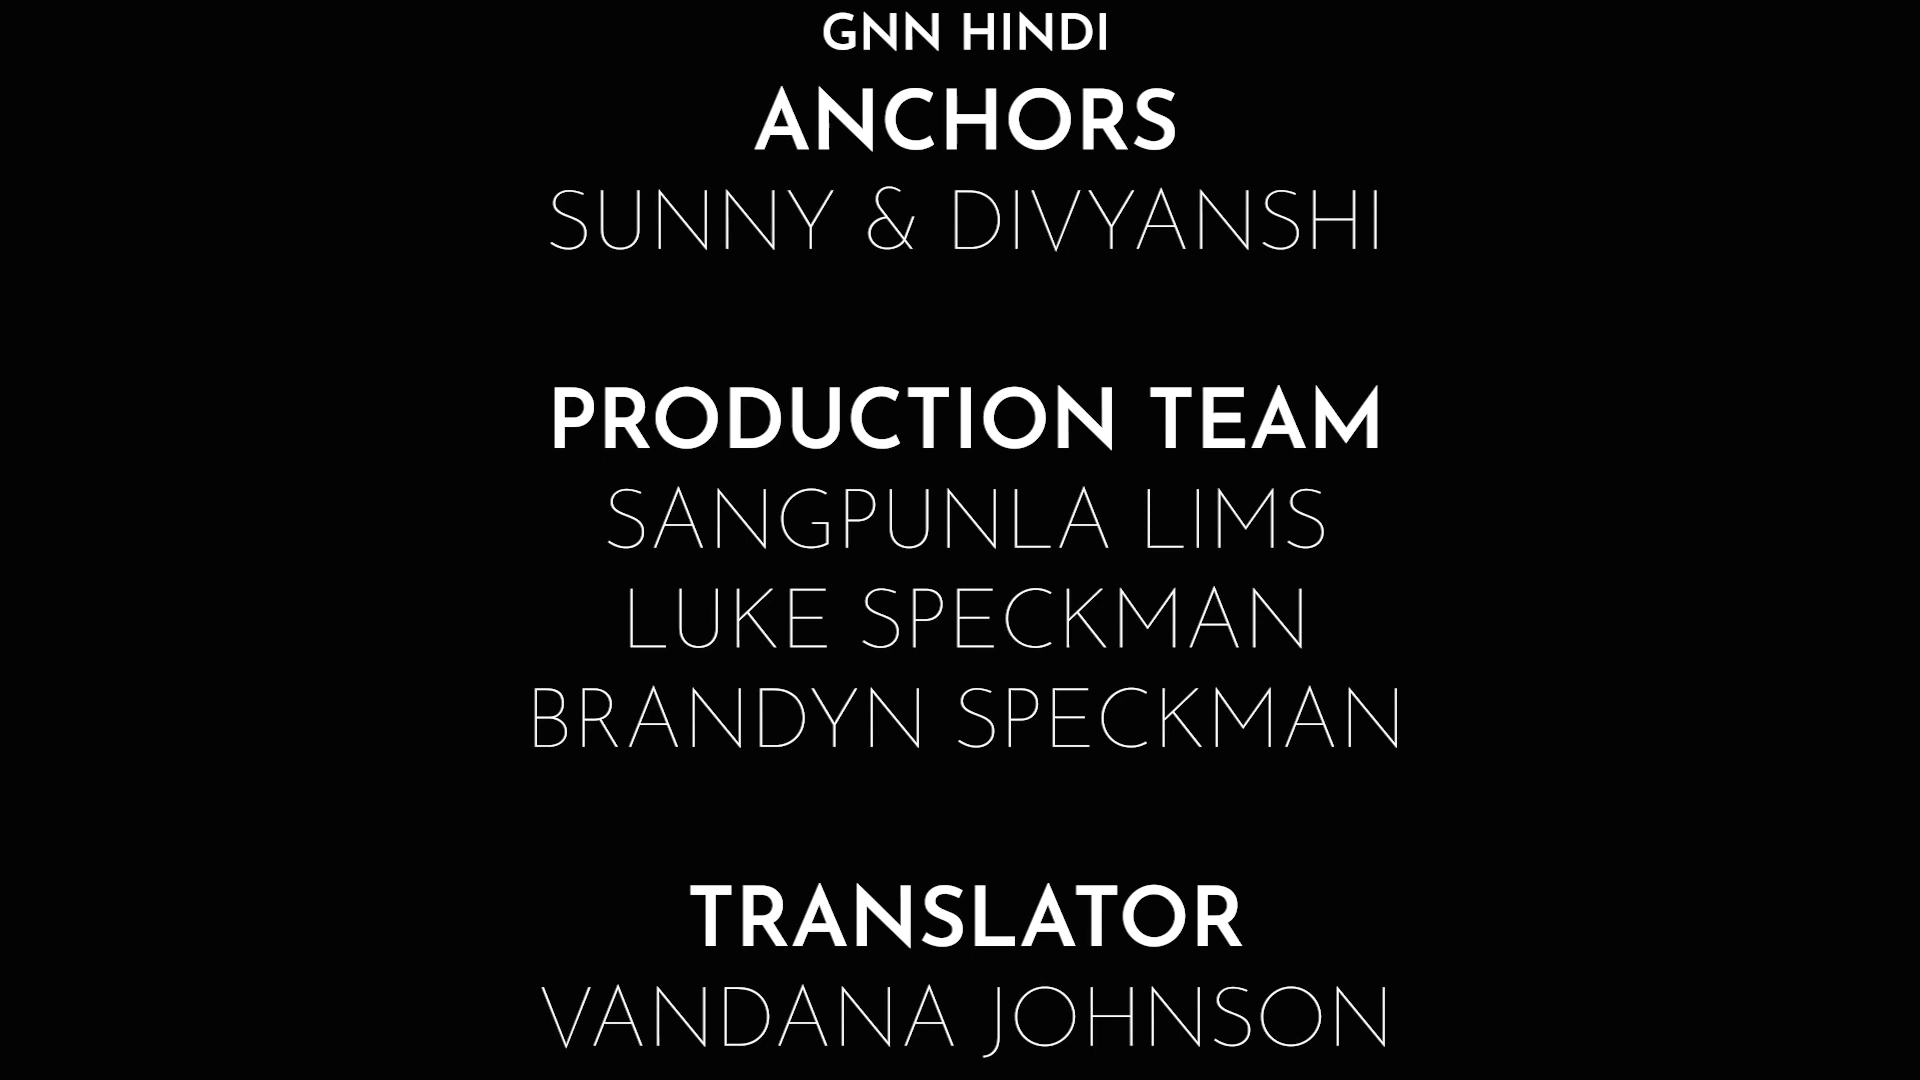 GNN HINDI
ANCHORS
SUNNY & DIVYANSHI
PRODUCTION TEAM
SANGPUNLA LIMS
LUKE SPECKMAN
BRANDYN SPECKMAN
TRANSLATOR
VANDANA JOHNSON